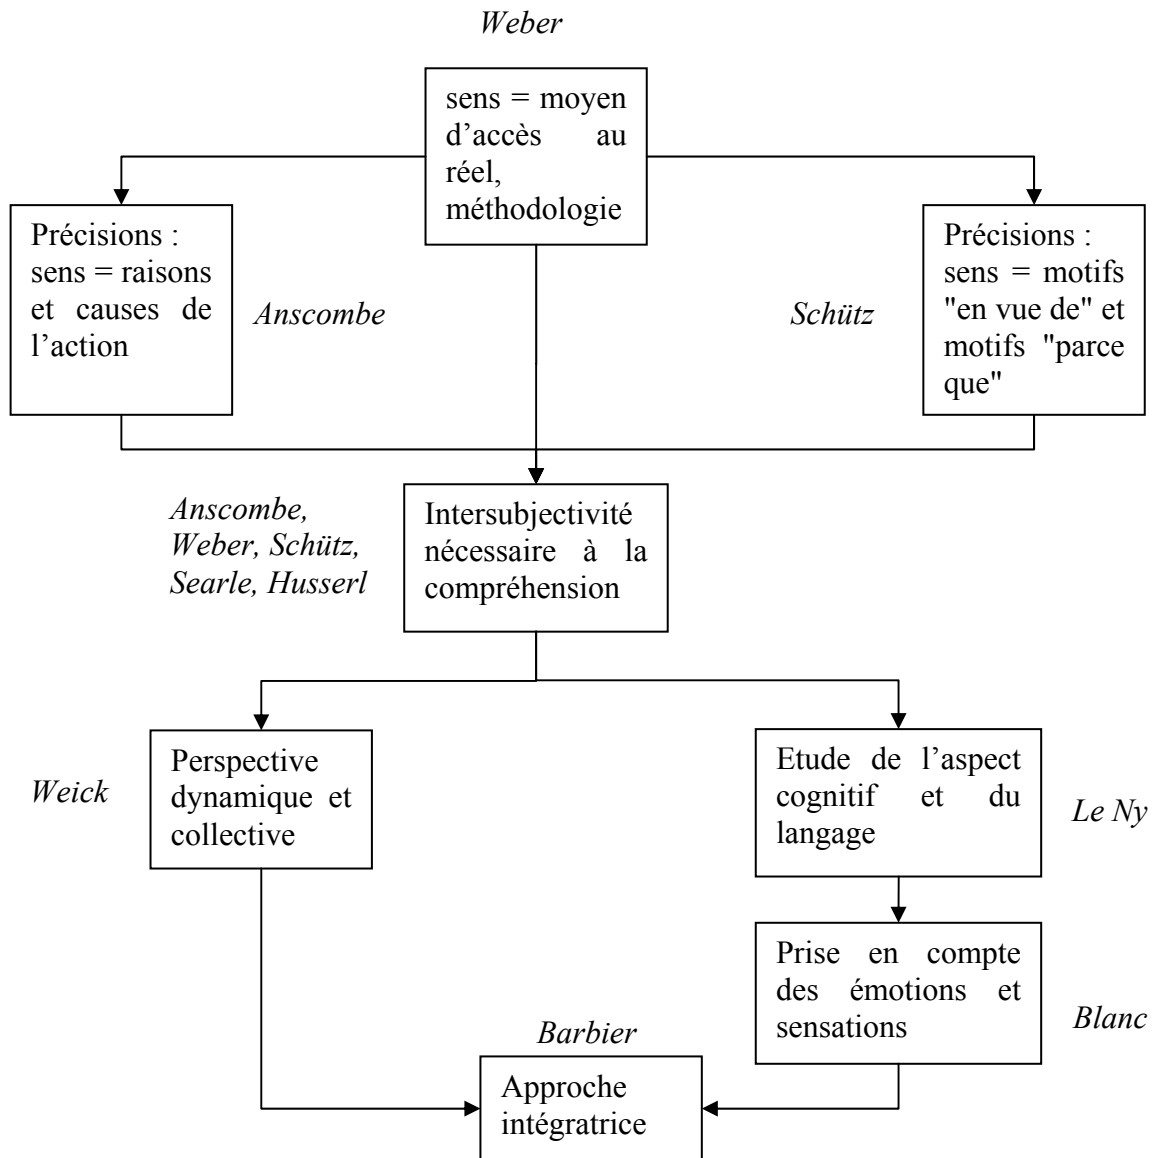 Weber
sens = moyen
d’accès au
réel,
méthodologie
Précisions :
sens = raisons
et causes de
l’action
Anscombe
Schütz
Précisions :
sens = motifs
"en vue de" et
motifs "parce
que"
Anscombe,
Weber, Schütz,
Searle, Husserl
Intersubjectivité
nécessaire à la
compréhension
Weick
Perspective
dynamique et
collective
Etude de l’aspect
cognitif et du
langage
Le Ny
Prise en compte
des émotions et
sensations
Blanc
Barbier
Approche
intégratrice